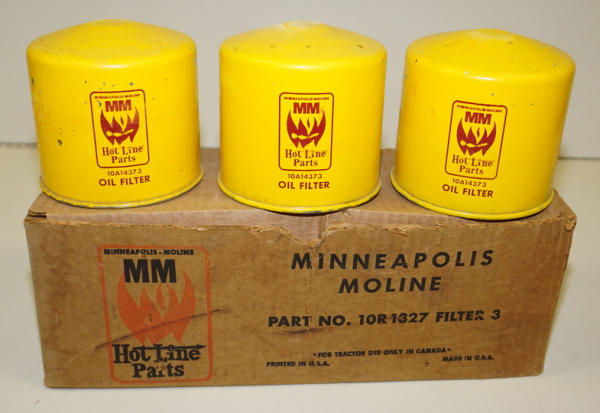 MINNEAPOLIS-MOLINE
MM
Hot Line
Parts
10A14373
OIL FILTER
MINNEAPOLIS-MOLINE
MM
Hot Line
Parts
10A14373
OIL FILTER
MINNEAPOLIS-MOLINE
MM
Hot Line
Parts
10A14373
OIL FILTER
MINNEAPOLIS-MOLINE
MM
Hot Line
Parts
MINNEAPOLIS
MOLINE
PART NO. 10R1327 FILTER 3
"FOR TRACTOR USE ONLY IN CANADA"
PRINTED IN U.S.A. MADE IN U.S.A.